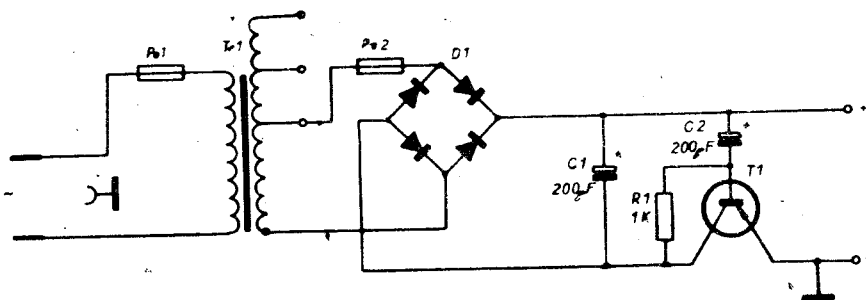 Po1
Tr1
Po2
D1
+
C1
200µF
C2
+
200µF
R1
1K
T1
~